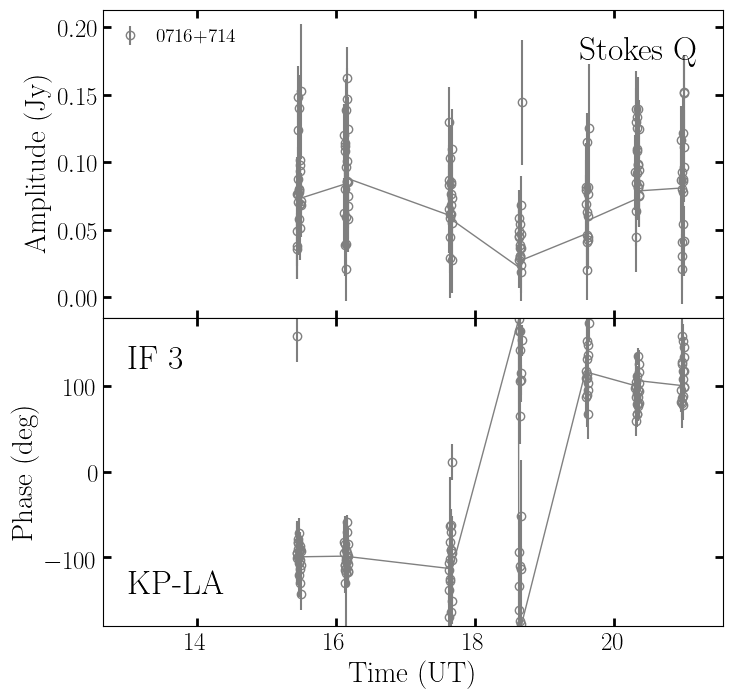 0.20
0716+714
Stokes Q
0.15
0.10
0.05
0.00
Amplitude (Jy)
IF 3
100
0
−100
Phase (deg)
KP-LA
14 16 18 20
Time (UT)